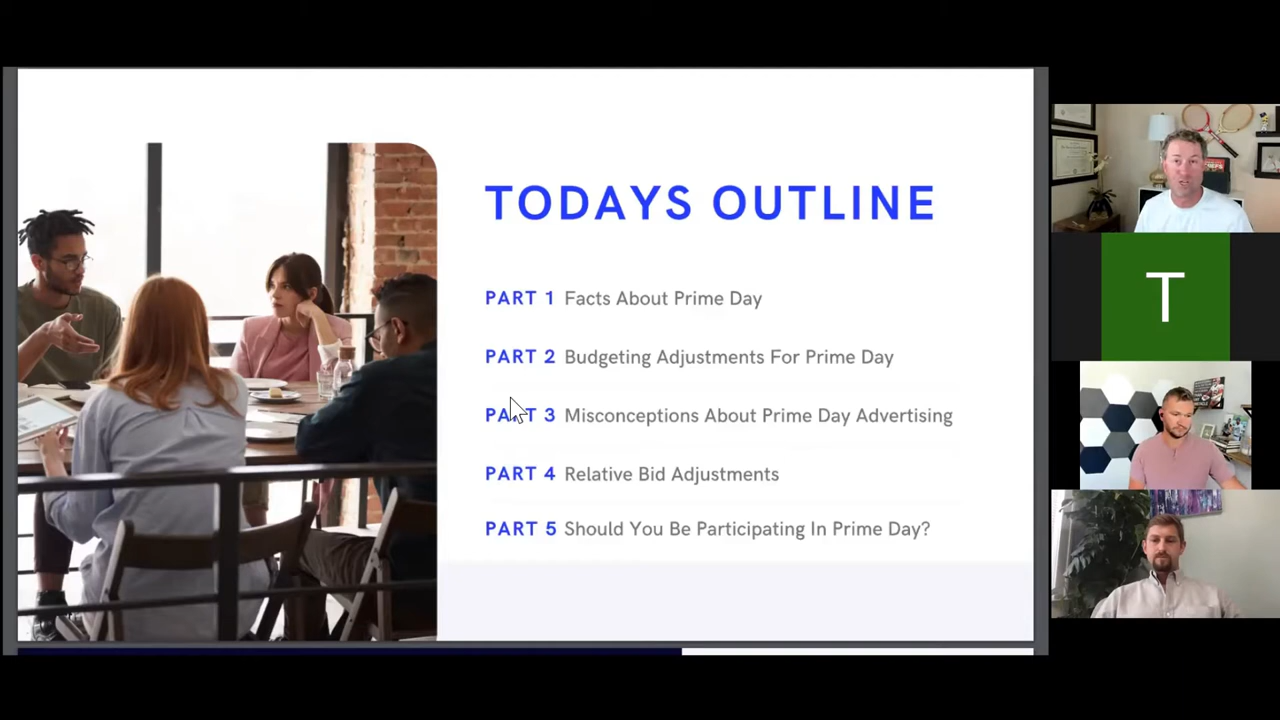 TODAYS OUTLINE
PART 1 Facts About Prime Day
PART 2 Budgeting Adjustments For Prime Day
PART 3 Misconceptions About Prime Day Advertising
PART 4 Relative Bid Adjustments
PART 5 Should You Be Participating In Prime Day?
T